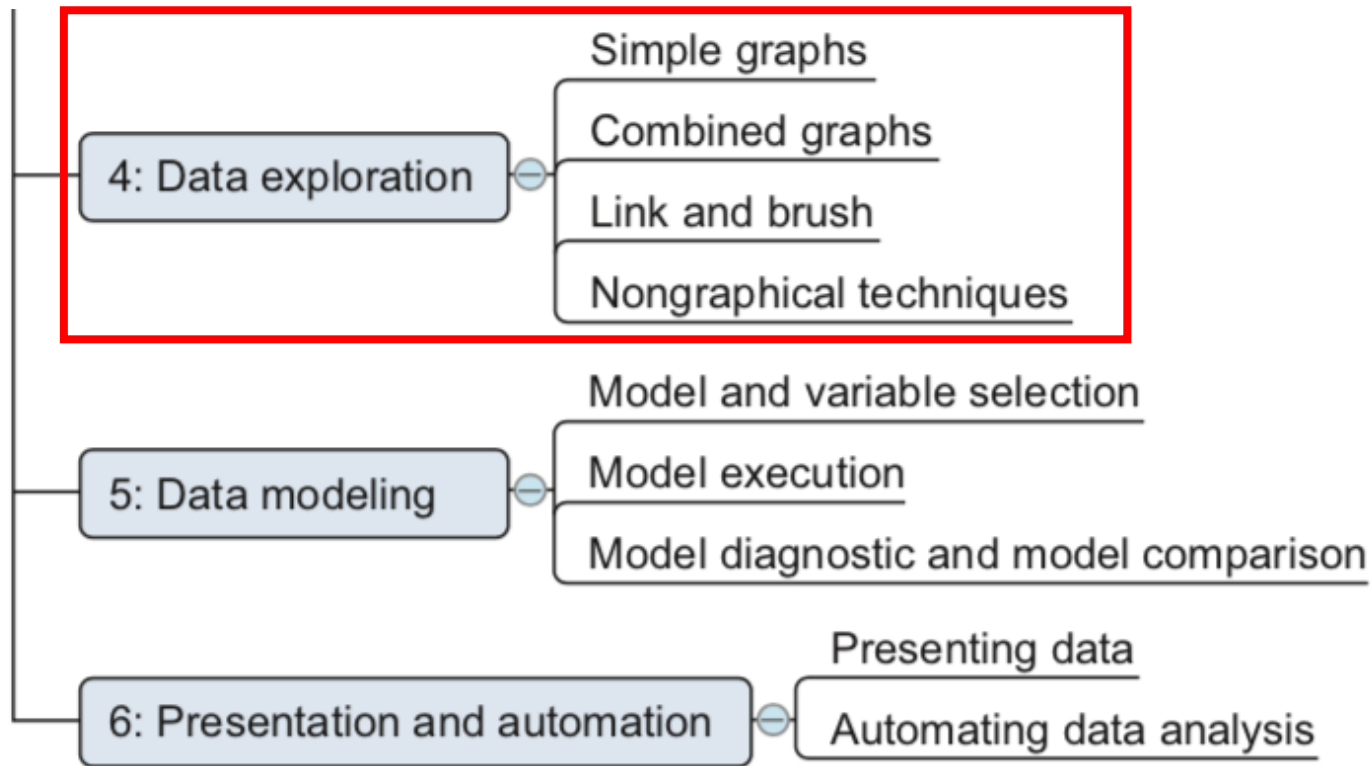 4: Data exploration
Simple graphs
Combined graphs
Link and brush
Nongraphical techniques
5: Data modeling
Model and variable selection
Model execution
Model diagnostic and model comparison
6: Presentation and automation
Presenting data
Automating data analysis